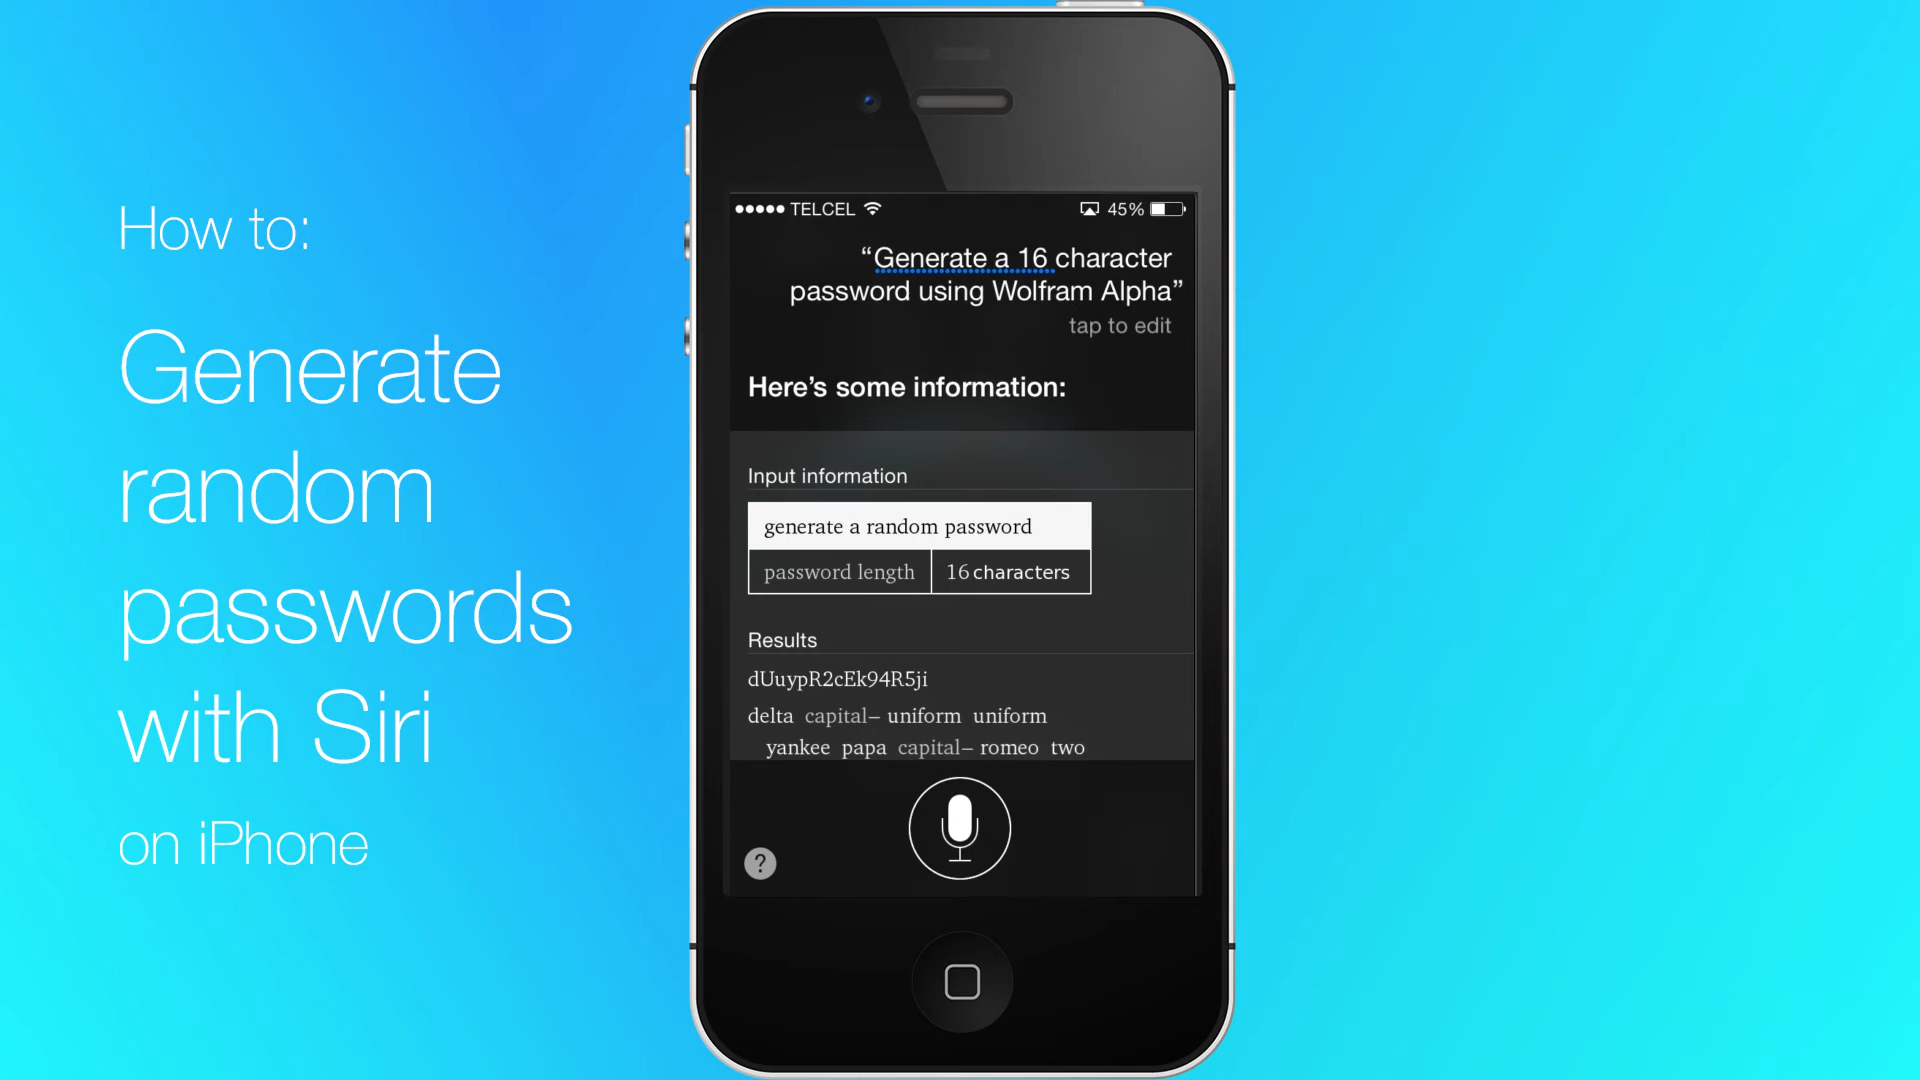 How to:
Generate
random
passwords
with Siri
on iPhone
TELCEL 45%
“Generate a 16 character
password using Wolfram Alpha”
tap to edit
Here’s some information:
Input information
generate a random password
password length 16 characters
Results
dUuypR2cEk94R5ji
delta capital– uniform uniform
yankee papa capital– romeo two
?